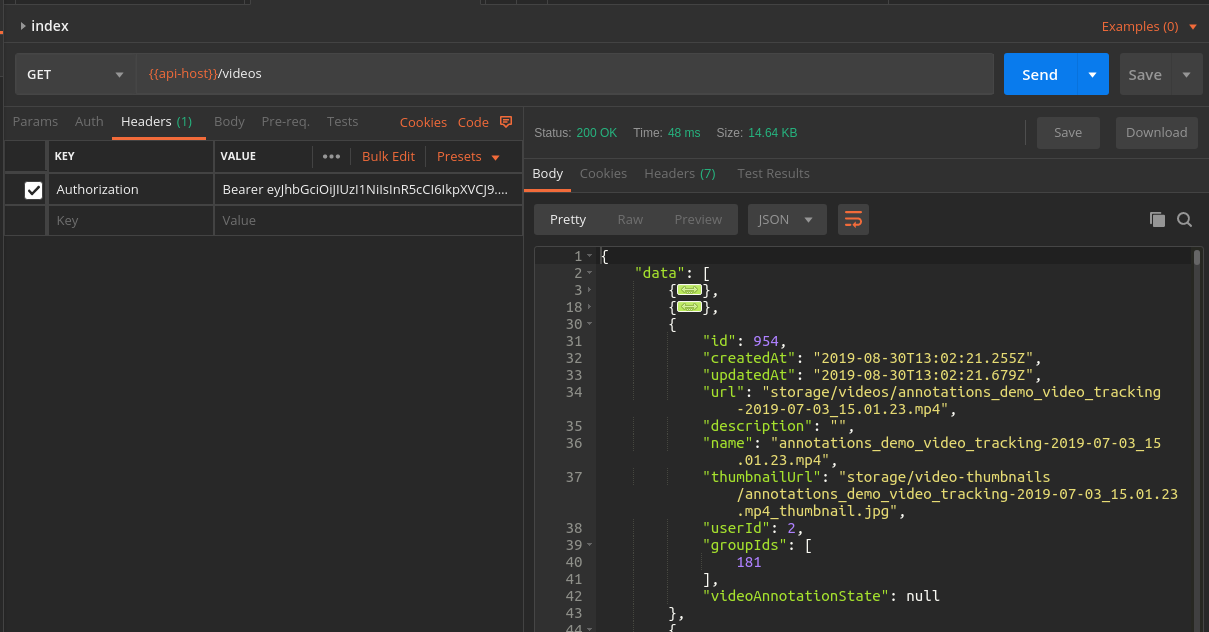 index
Examples (0)
GET
{{api-host}}/videos
Send
Save
Params Auth Headers (1) Body Pre-req. Tests Cookies Code
KEY VALUE ••• Bulk Edit Presets
Authorization Bearer eyJhbGciOiJIUzI1NiIsInR5cCI6IkpXVCJ9....
Key Value
Status: 200 OK Time: 48 ms Size: 14.64 KB Save Download
Body Cookies Headers (7) Test Results
Pretty Raw Preview JSON
1 {
2 "data": [
3 {},
18 {},
30 {
31 "id": 954,
32 "createdAt": "2019-08-30T13:02:21.255Z",
33 "updatedAt": "2019-08-30T13:02:21.679Z",
34 "url": "storage/videos/annotations_demo_video_tracking
-2019-07-03_15.01.23.mp4",
35 "description": "",
36 "name": "annotations_demo_video_tracking-2019-07-03_15
.01.23.mp4",
37 "thumbnailUrl": "storage/video-thumbnails
/annotations_demo_video_tracking-2019-07-03_15.01.23
.mp4_thumbnail.jpg",
38 "userId": 2,
39 "groupIds": [
40 181
41 ],
42 "videoAnnotationState": null
43 },
44 {